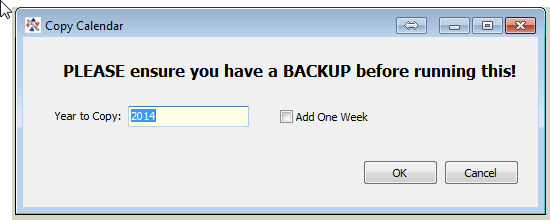 Copy Calendar
PLEASE ensure you have a BACKUP before running this!
Year to Copy: 2014 Add One Week
OK Cancel